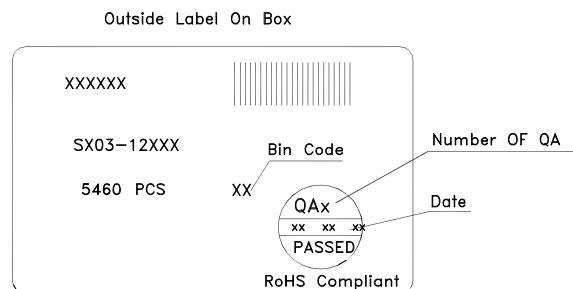 Outside Label On Box
XXXXXX
SX03-12XXX
Bin Code
Number OF QA
5460 PCS
XX
QAx
Date
xx xx xx
PASSED
RoHS Compliant